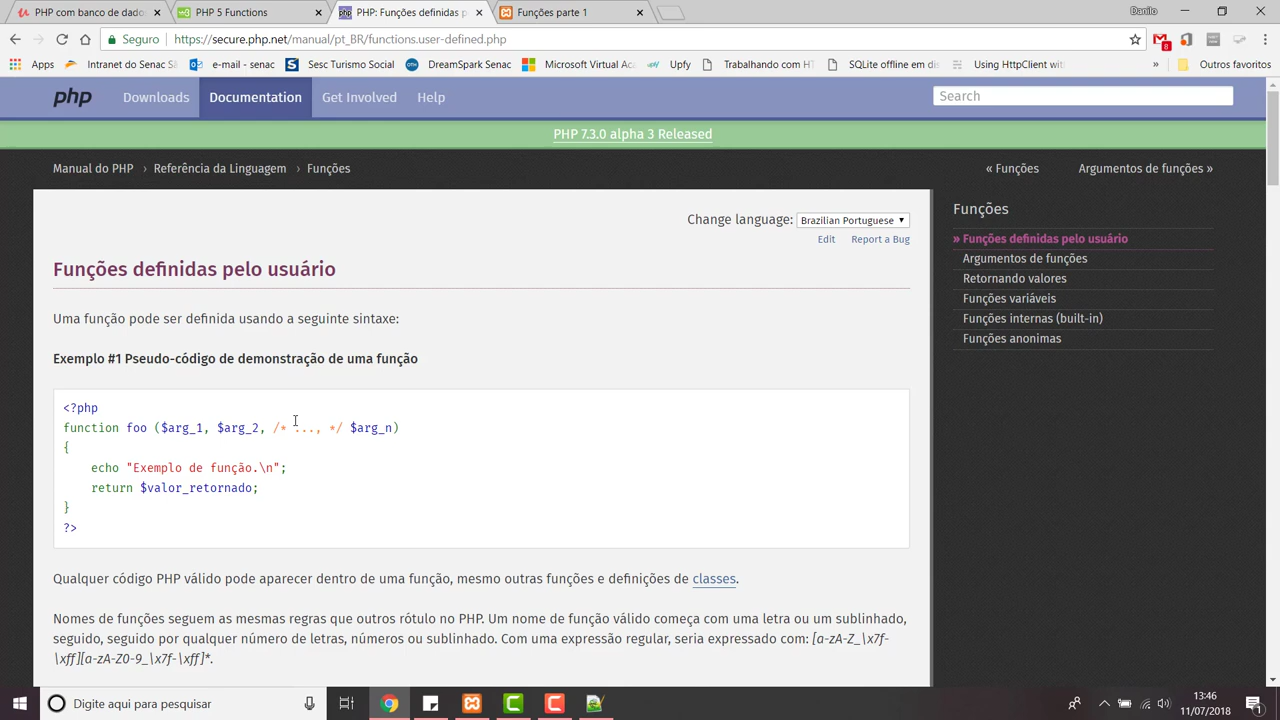 PHP com banco de dado
PHP 5 Functions
PHP: Funções definidas p
Funções parte 1
Danilo
Seguro
https://secure.php.net/manual/pt_BR/functions.user-defined.php
8
Apps
Intranet do Senac S
e-mail - senac
Sesc Turismo Social
DreamSpark Senac
Microsoft Virtual Ac
Upfy
Trabalhando com HT
SQLite offline em dis
Using HttpClient wit
»
Outros favoritos
php
Downloads
Documentation
Get Involved
Help
Search
PHP 7.3.0 alpha 3 Released
Manual do PHP › Referência da Linguagem › Funções
« Funções
Argumentos de funções »
Change language: Brazilian Portuguese
Edit Report a Bug
Funções definidas pelo usuário
Uma função pode ser definida usando a seguinte sintaxe:
Exemplo #1 Pseudo-código de demonstração de uma função
<?php
function foo ($arg_1, $arg_2, /* ..., */ $arg_n)
{
echo "Exemplo de função.\n";
return $valor_retornado;
}
?>
Qualquer código PHP válido pode aparecer dentro de uma função, mesmo outras funções e definições de classes.
Nomes de funções seguem as mesmas regras que outros rótulo no PHP. Um nome de função válido começa com uma letra ou um sublinhado,
seguido, seguido por qualquer número de letras, números ou sublinhado. Com uma expressão regular, seria expressado com: [a-zA-Z_\x7f-
\xff][a-zA-Z0-9_\x7f-\xff]*.
Funções
» Funções definidas pelo usuário
Argumentos de funções
Retornando valores
Funções variáveis
Funções internas (built-in)
Funções anonimas
Digite aqui para pesquisar
13:46
11/07/2018
1